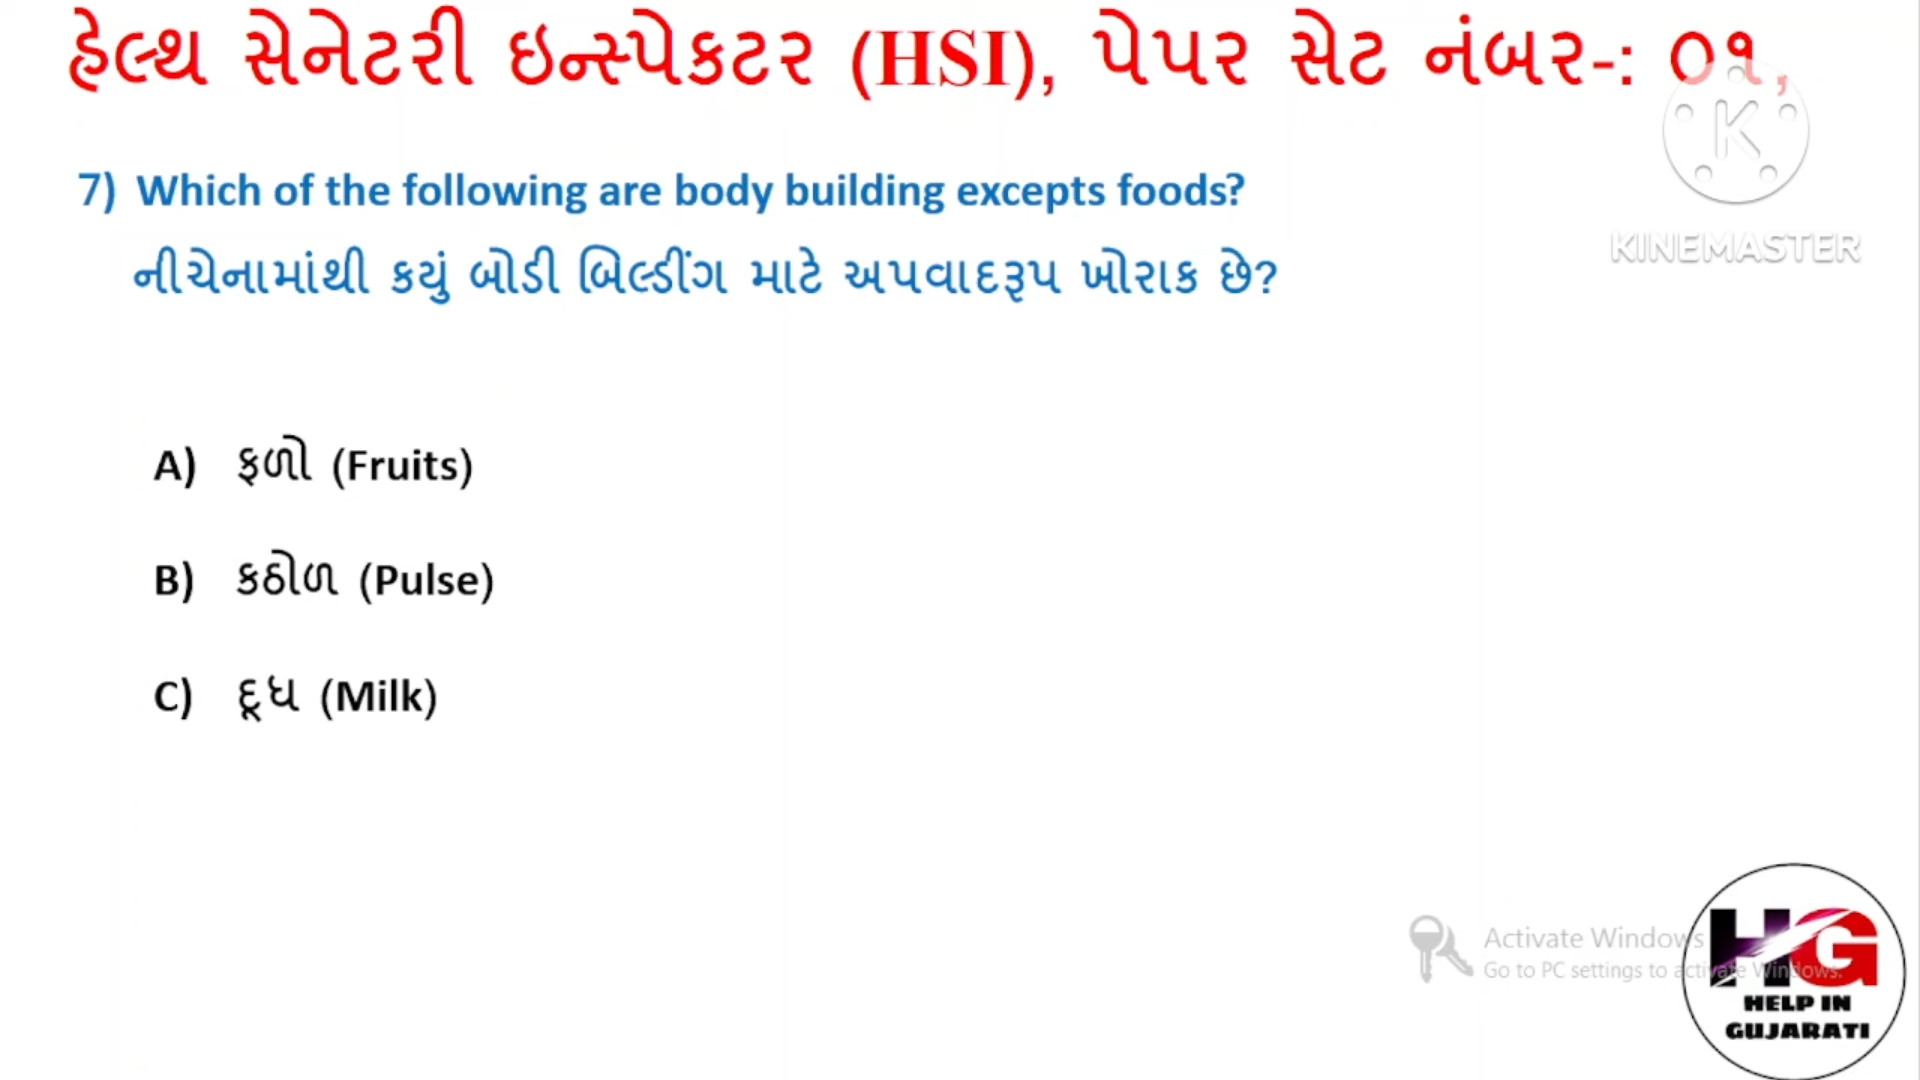 હેલ્થ સેનેટરી ઇન્સ્પેકટર (HSI), પેપર સેટ નંબર-: ૦૧,
K
KINEMASTER
7) Which of the following are body building excepts foods?
નીચેનામાંથી કયું બોડી બિલ્ડીંગ માટે અપવાદરૂપ ખોરાક છે?
A) ફળો (Fruits)
B) કઠોળ (Pulse)
C) દૂધ (Milk)
Activate Windows
Go to PC settings to activate Windows.
HG
HELP IN
GUJARATI